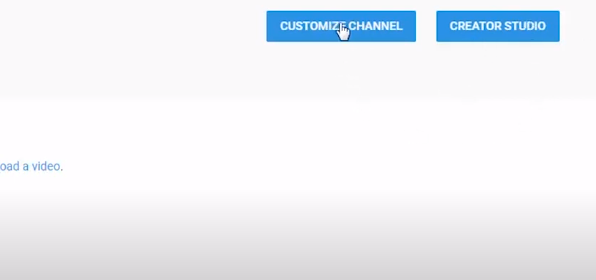 CUSTOMIZE CHANNEL CREATOR STUDIO
oad a video.